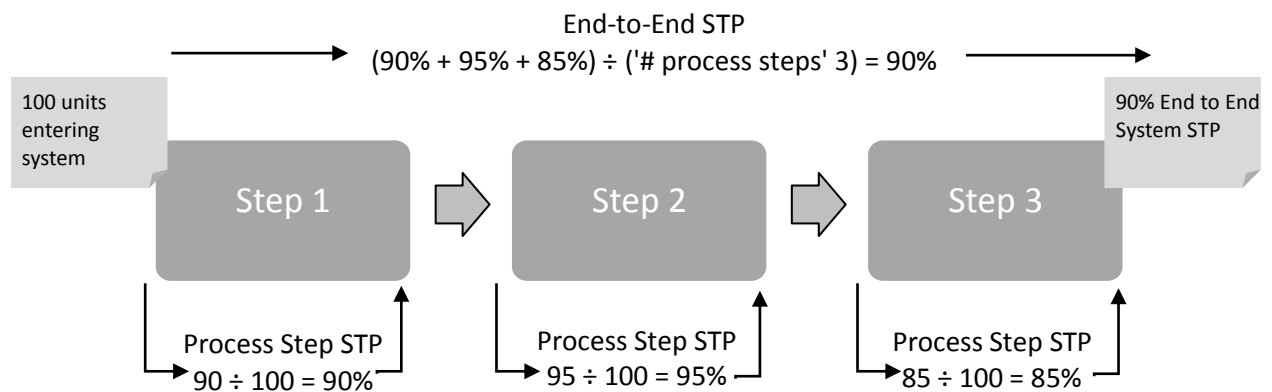 End-to-End STP
(90% + 95% + 85%) ÷ ('# process steps' 3) = 90%
100 units
entering
system
90% End to End
System STP
Step 1
Step 2
Step 3
Process Step STP
90 ÷ 100 = 90%
Process Step STP
95 ÷ 100 = 95%
Process Step STP
85 ÷ 100 = 85%